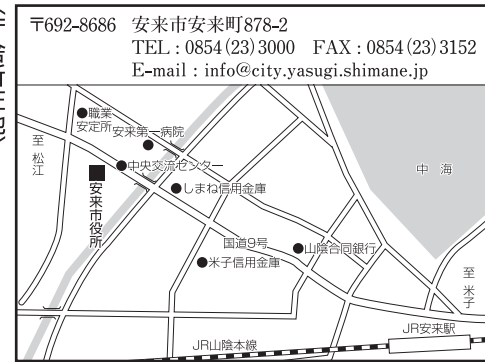 〒692-8686 安来市安来町878-2
TEL：0854(23)3000 FAX：0854(23)3152
E-mail：info@city.yasugi.shimane.jp
職業
安定所
安来第一病院
至 松江
中央交流センター
中 海
安来市役所
しまね信用金庫
国道9号
山陰合同銀行
米子信用金庫
至 米子
JR安来駅
JR山陰本線